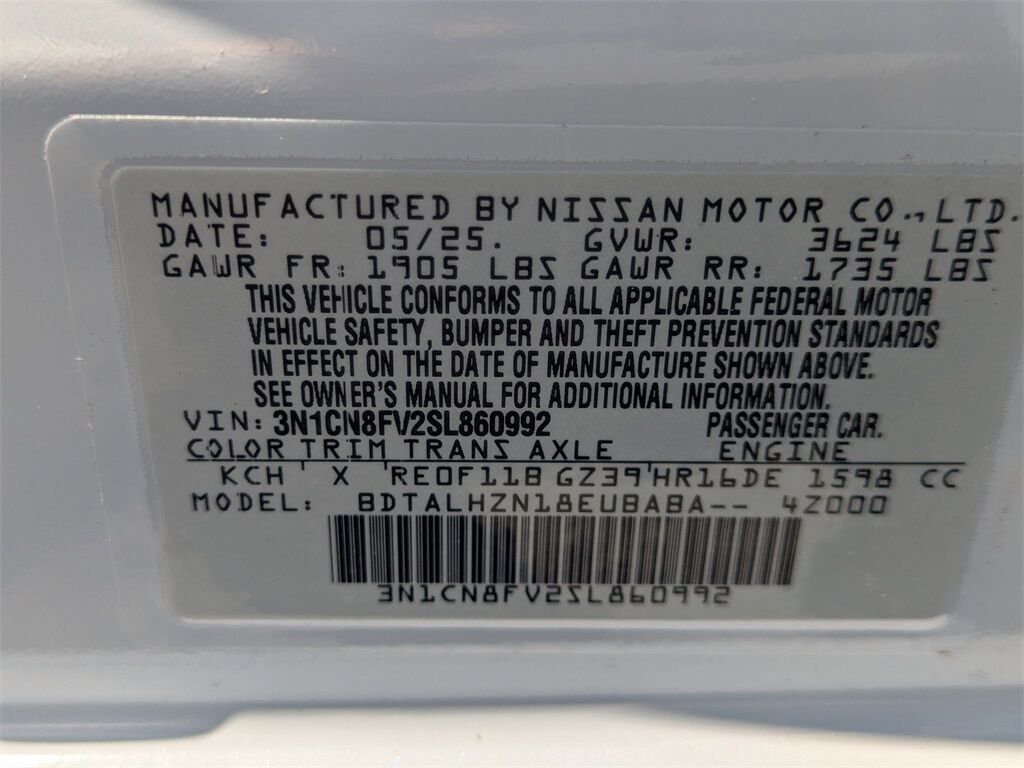 MANUFACTURED BY NISSAN MOTOR CO., LTD.
DATE: 05/25. GVWR: 3624 LBS
GAWR FR: 1905 LBS GAWR RR: 1735 LBS
THIS VEHICLE CONFORMS TO ALL APPLICABLE FEDERAL MOTOR
VEHICLE SAFETY, BUMPER AND THEFT PREVENTION STANDARDS
IN EFFECT ON THE DATE OF MANUFACTURE SHOWN ABOVE.
SEE OWNER'S MANUAL FOR ADDITIONAL INFORMATION.
VIN: 3N1CN8FV2SL860992 PASSENGER CAR.
COLOR TRIM TRANS AXLE ENGINE
KCH X RE0F11B GZ39 HR16DE 1598 CC
MODEL: BDTALHZN18EUBABA-- 4Z000
3N1CN8FV2SL860992